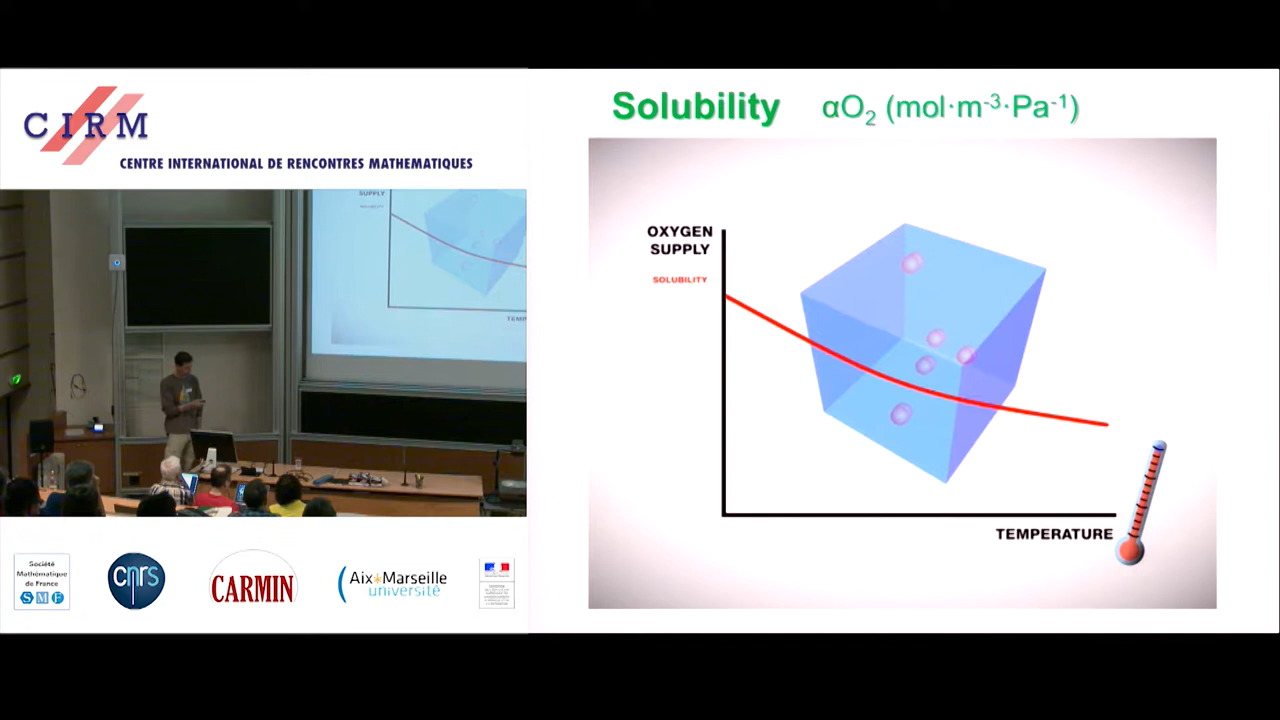 CIRM
CENTRE INTERNATIONAL DE RENCONTRES MATHEMATIQUES
Solubility αO₂ (mol·m⁻³·Pa⁻¹)
OXYGEN
SUPPLY
SOLUBILITY
TEMPERATURE
SUPPLY
Société
Mathématique
de France
SMF
cnrs
CARMIN
Aix*Marseille
université